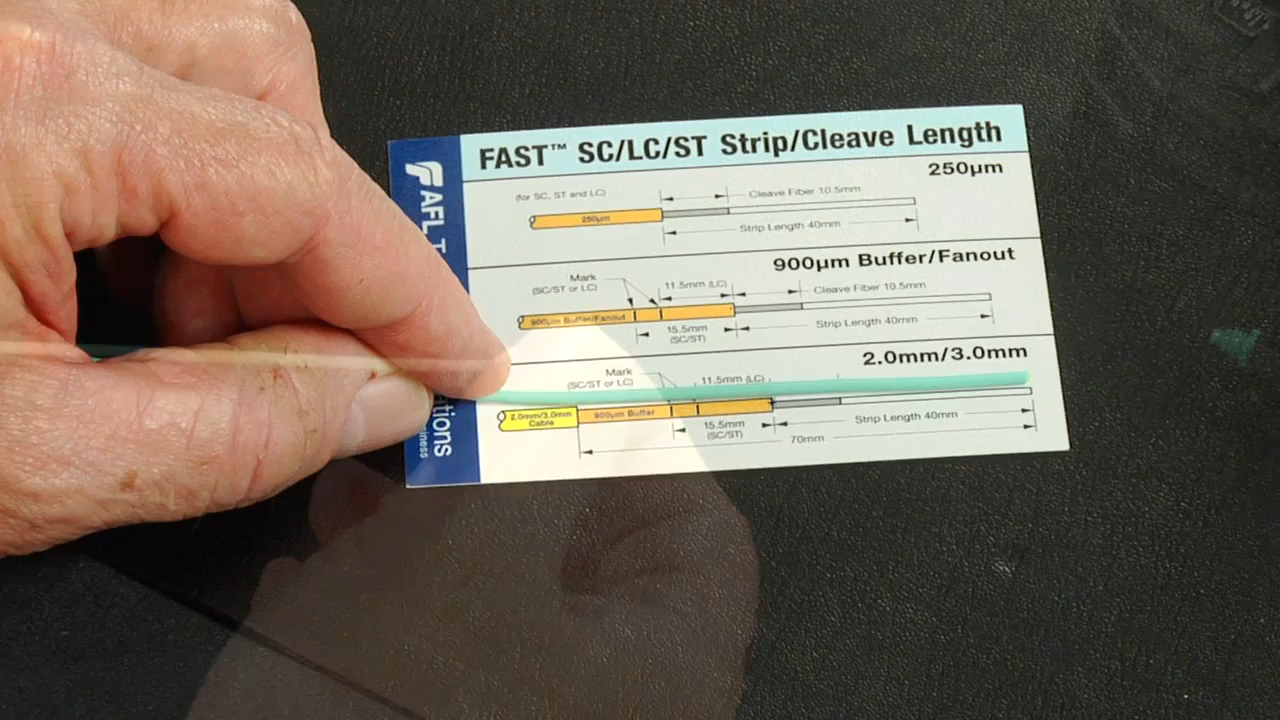 FAST™ SC/LC/ST Strip/Cleave Length
AFL T
ations
siness
250µm
(for SC, ST and LC)
Cleave Fiber 10.5mm
250µm
Strip Length 40mm
900µm Buffer/Fanout
Mark
(SC/ST or LC)
11.5mm (LC)
Cleave Fiber 10.5mm
900µm Buffer/Fanout
15.5mm
(SC/ST)
Strip Length 40mm
2.0mm/3.0mm
Mark
(SC/ST or LC)
11.5mm (LC)
2.0mm/3.0mm
Cable
900µm Buffer
15.5mm
(SC/ST)
Strip Length 40mm
70mm